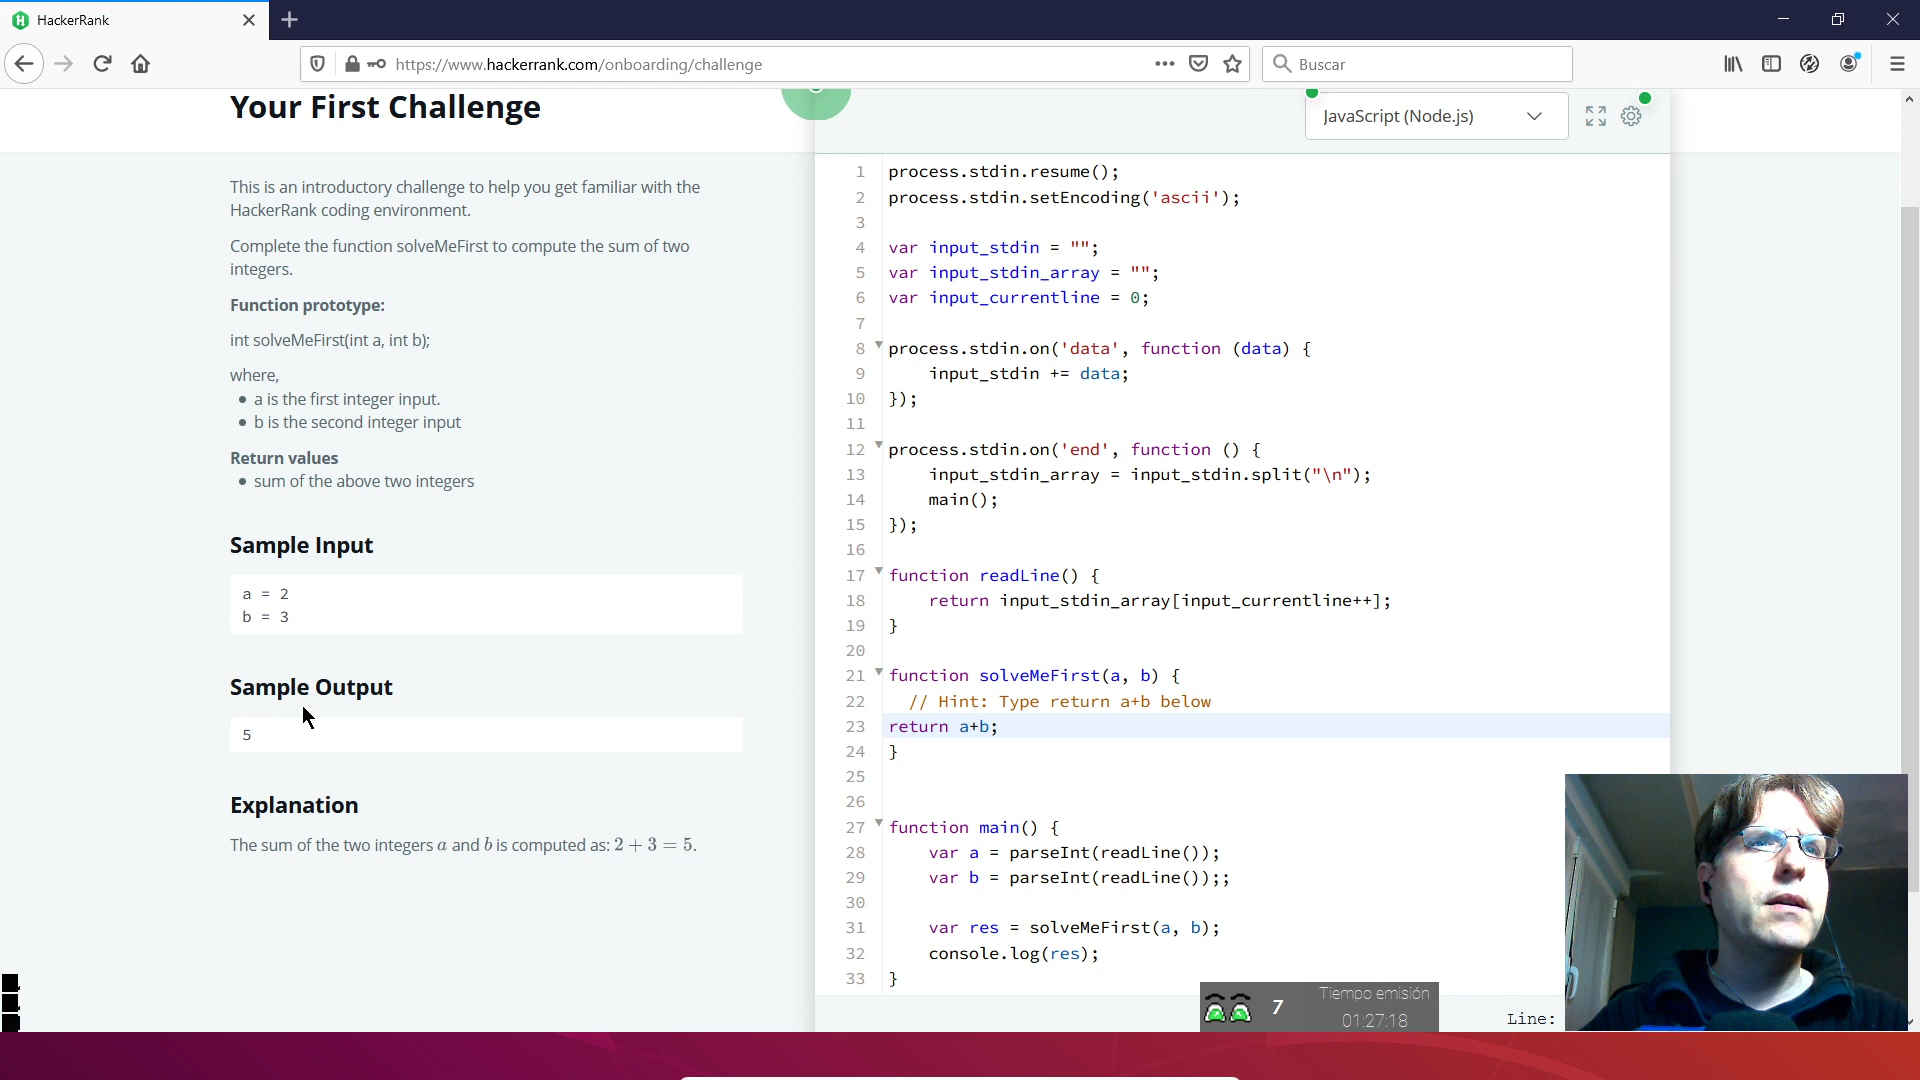 HackerRank
https://www.hackerrank.com/onboarding/challenge
Buscar
Your First Challenge
This is an introductory challenge to help you get familiar with the
HackerRank coding environment.
Complete the function solveMeFirst to compute the sum of two
integers.
Function prototype:
int solveMeFirst(int a, int b);
where,
• a is the first integer input.
• b is the second integer input
Return values
• sum of the above two integers
Sample Input
a = 2
b = 3
Sample Output
5
Explanation
The sum of the two integers a and b is computed as: 2 + 3 = 5.
JavaScript (Node.js)
1 process.stdin.resume();
2 process.stdin.setEncoding('ascii');
3
4 var input_stdin = "";
5 var input_stdin_array = "";
6 var input_currentline = 0;
7
8 process.stdin.on('data', function (data) {
9     input_stdin += data;
10 });
11
12 process.stdin.on('end', function () {
13     input_stdin_array = input_stdin.split("\n");
14     main();
15 });
16
17 function readLine() {
18     return input_stdin_array[input_currentline++];
19 }
20
21 function solveMeFirst(a, b) {
22   // Hint: Type return a+b below
23 return a+b;
24 }
25
26
27 function main() {
28     var a = parseInt(readLine());
29     var b = parseInt(readLine());;
30
31     var res = solveMeFirst(a, b);
32     console.log(res);
33 }
7
Tiempo emisión
01:27:18
Line: